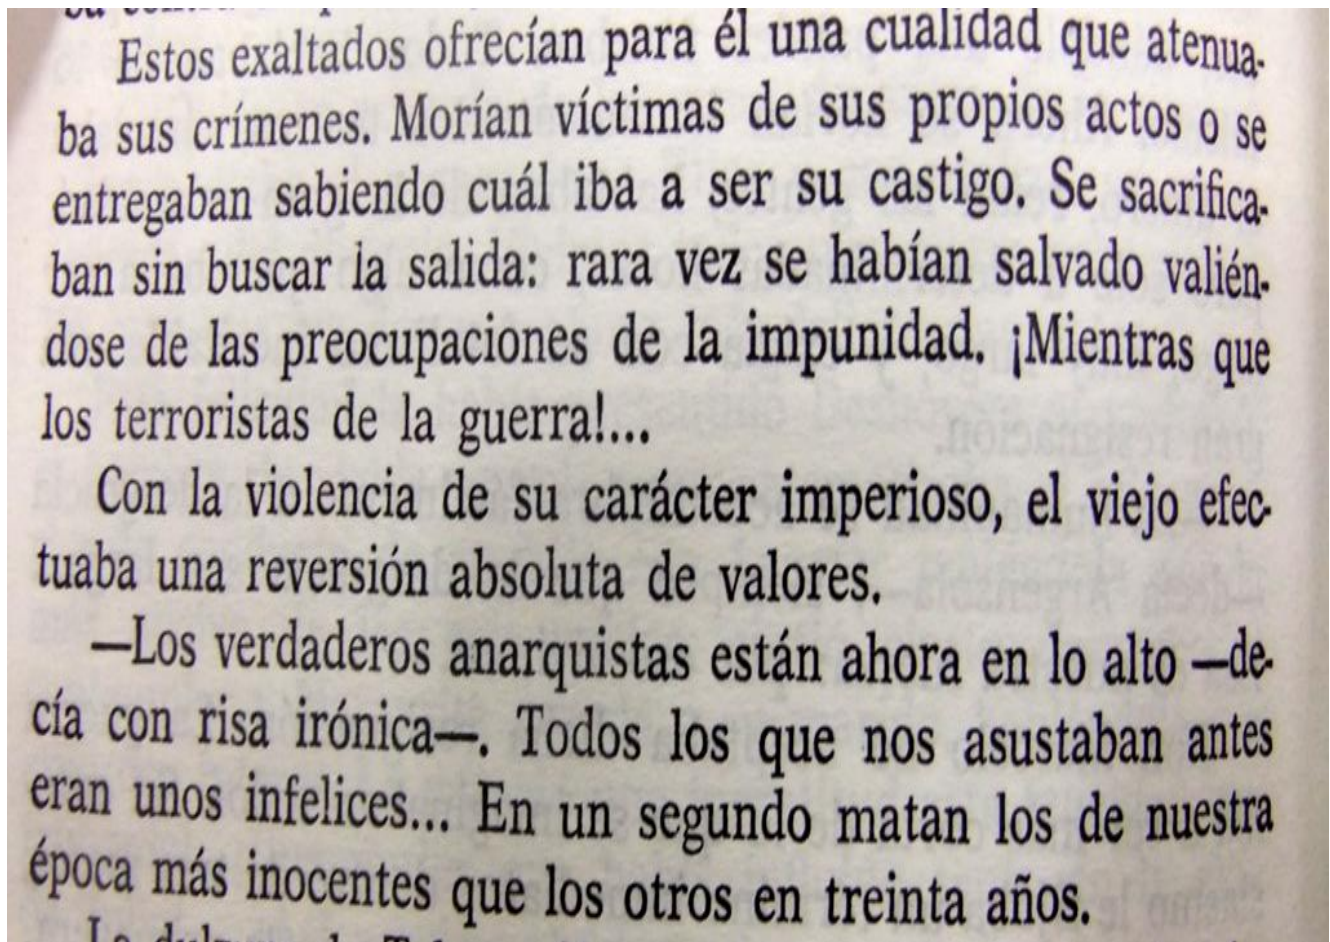 Estos exaltados ofrecían para él una cualidad que atenua-
ba sus crímenes. Morían víctimas de sus propios actos o se
entregaban sabiendo cuál iba a ser su castigo. Se sacrifica-
ban sin buscar la salida: rara vez se habían salvado valién-
dose de las preocupaciones de la impunidad. ¡Mientras que
los terroristas de la guerra!...
Con la violencia de su carácter imperioso, el viejo efec-
tuaba una reversión absoluta de valores.
—Los verdaderos anarquistas están ahora en lo alto —de-
cía con risa irónica—. Todos los que nos asustaban antes
eran unos infelices... En un segundo matan los de nuestra
época más inocentes que los otros en treinta años.